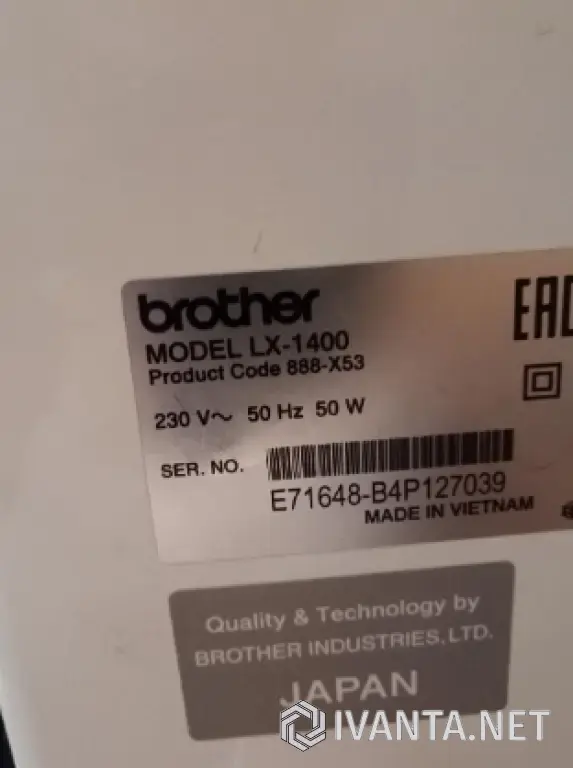 brother
MODEL LX-1400
Product Code 888-X53
230 V~ 50 Hz 50 W
EAC
SER. NO.
E71648-B4P127039
MADE IN VIETNAM
Quality & Technology by
BROTHER INDUSTRIES, LTD.
JAPAN
IVANTA.NET